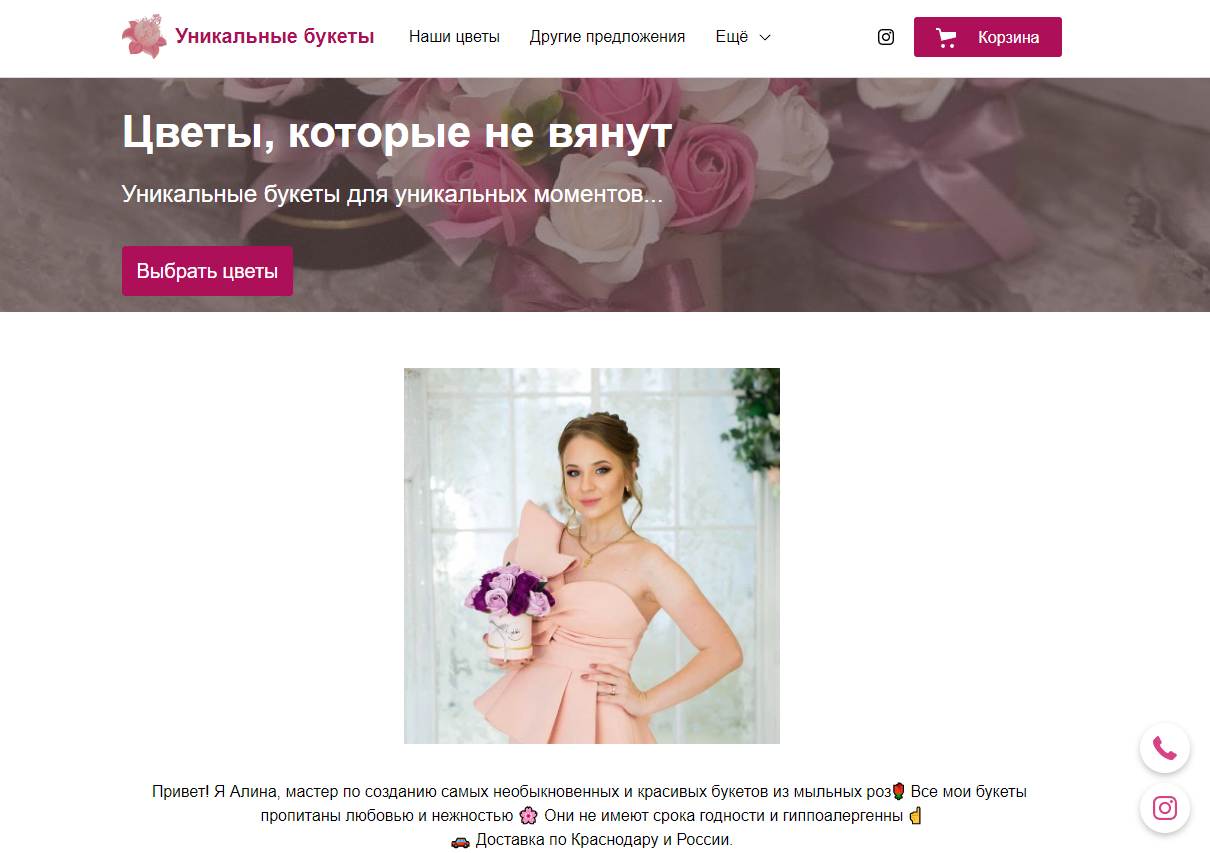 Уникальные букеты
Наши цветы
Другие предложения
Ещё
Корзина
Цветы, которые не вянут
Уникальные букеты для уникальных моментов...
Выбрать цветы
Привет! Я Алина, мастер по созданию самых необыкновенных и красивых букетов из мыльных роз🌹 Все мои букеты
пропитаны любовью и нежностью 🌸 Они не имеют срока годности и гиппоалергенны ☝
🚗 Доставка по Краснодару и России.